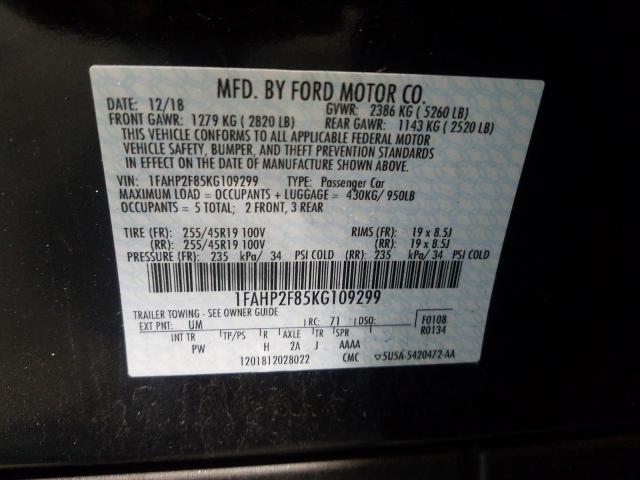 MFD. BY FORD MOTOR CO.
DATE: 12/18 GVWR: 2386 KG ( 5260 LB)
FRONT GAWR: 1279 KG ( 2820 LB) REAR GAWR: 1143 KG ( 2520 LB)
THIS VEHICLE CONFORMS TO ALL APPLICABLE FEDERAL MOTOR
VEHICLE SAFETY, BUMPER, AND THEFT PREVENTION STANDARDS
IN EFFECT ON THE DATE OF MANUFACTURE SHOWN ABOVE.
VIN: 1FAHP2F85KG109299 TYPE: Passenger Car
MAXIMUM LOAD = OCCUPANTS + LUGGAGE = 430KG/ 950LB
OCCUPANTS = 5 TOTAL; 2 FRONT, 3 REAR
TIRE (FR): 255/45R19 100V RIMS (FR): 19 x 8.5J
(RR): 255/45R19 100V (RR): 19 x 8.5J
PRESSURE (FR): 235 kPa/ 34 PSI COLD (RR): 235 kPa/ 34 PSI COLD
1FAHP2F85KG109299
TRAILER TOWING - SEE OWNER GUIDE
EXT PNT: UM RC: 71 DSO: F0108
R0134
INT TR TP/PS R AXLE TR SPR
PW H 2A J AAAA
1201812028022 CMC 5U5A-5420472-AA